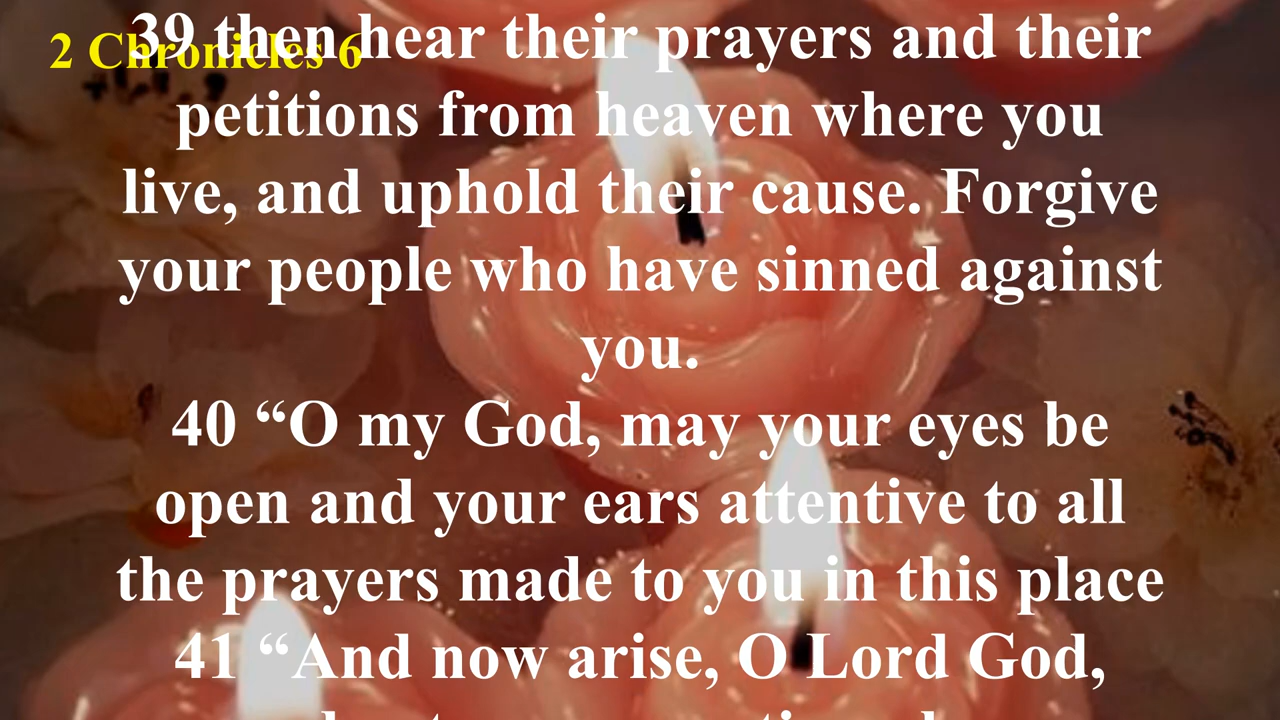 2 Chronicles 6
39 then hear their prayers and their
petitions from heaven where you
live, and uphold their cause. Forgive
your people who have sinned against
you.
40 “O my God, may your eyes be
open and your ears attentive to all
the prayers made to you in this place
41 “And now arise, O Lord God,